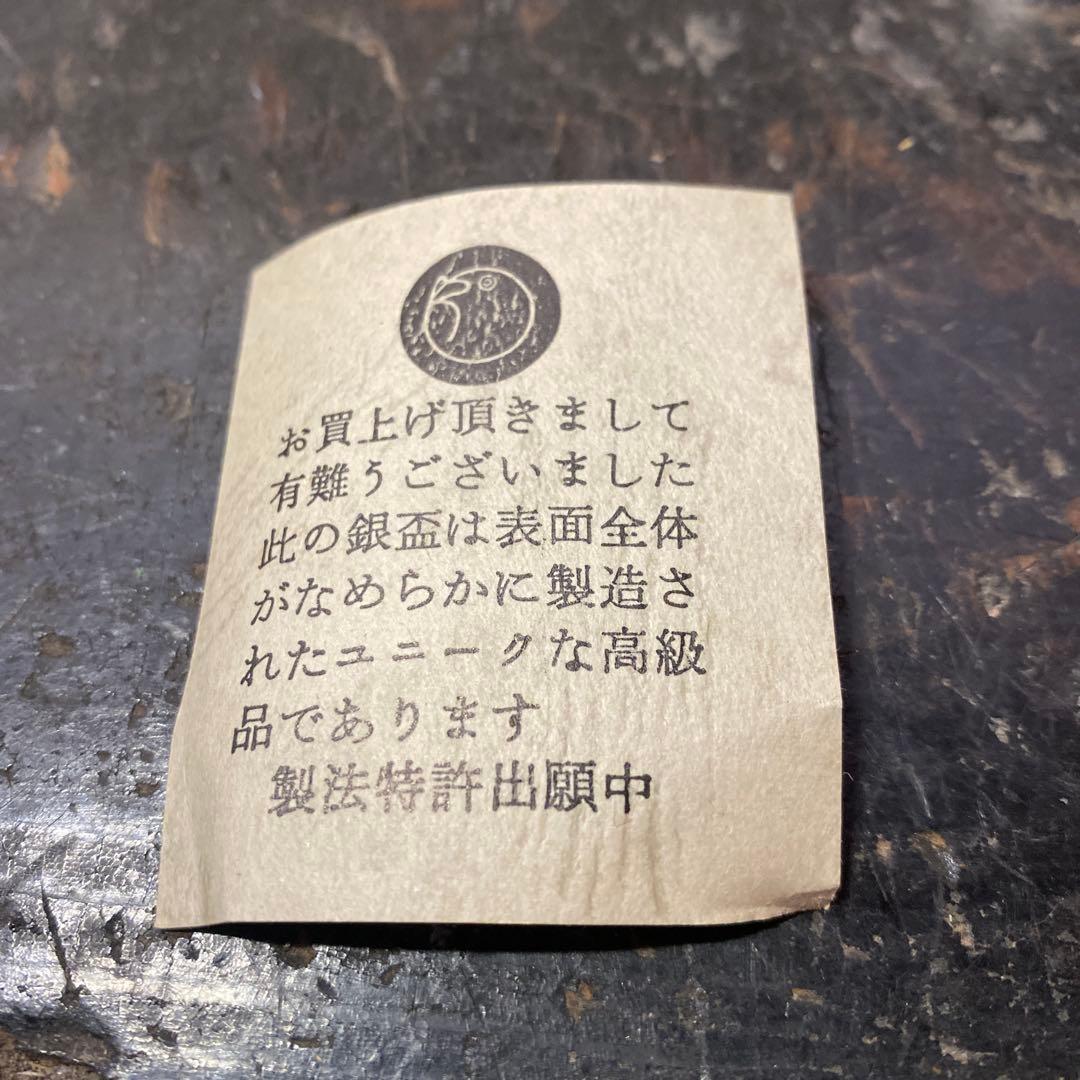 お買上げ頂きまして
有難うございました
此の銀盃は表面全体
がなめらかに製造さ
れたユニークな高級
品であります
製法特許出願中